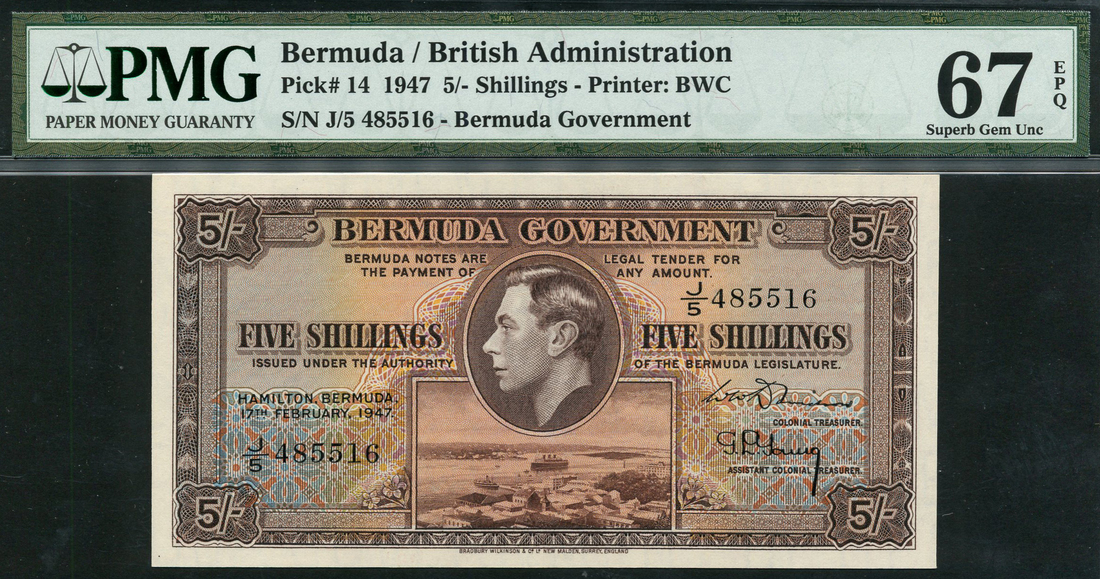 PMG
PAPER MONEY GUARANTY
Bermuda / British Administration
Pick# 14 1947 5/- Shillings - Printer: BWC
S/N J/5 485516 - Bermuda Government
67 EPQ
Superb Gem Unc
5/- 5/-
BERMUDA GOVERNMENT
BERMUDA NOTES ARE LEGAL TENDER FOR
THE PAYMENT OF ANY AMOUNT.
J/5 485516
FIVE SHILLINGS FIVE SHILLINGS
ISSUED UNDER THE AUTHORITY OF THE BERMUDA LEGISLATURE.
HAMILTON, BERMUDA.
17TH FEBRUARY, 1947.
COLONIAL TREASURER.
J/5 485516
ASSISTANT COLONIAL TREASURER.
5/- 5/-
BRADBURY WILKINSON & Co LD NEW MALDEN, SURREY, ENGLAND